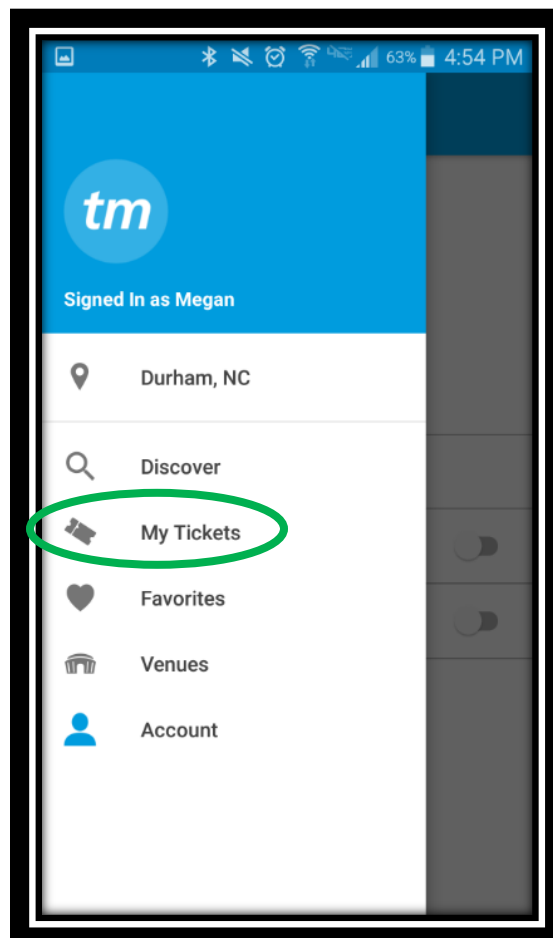 63% 4:54 PM
tm
Signed In as Megan
Durham, NC
Discover
My Tickets
Favorites
Venues
Account